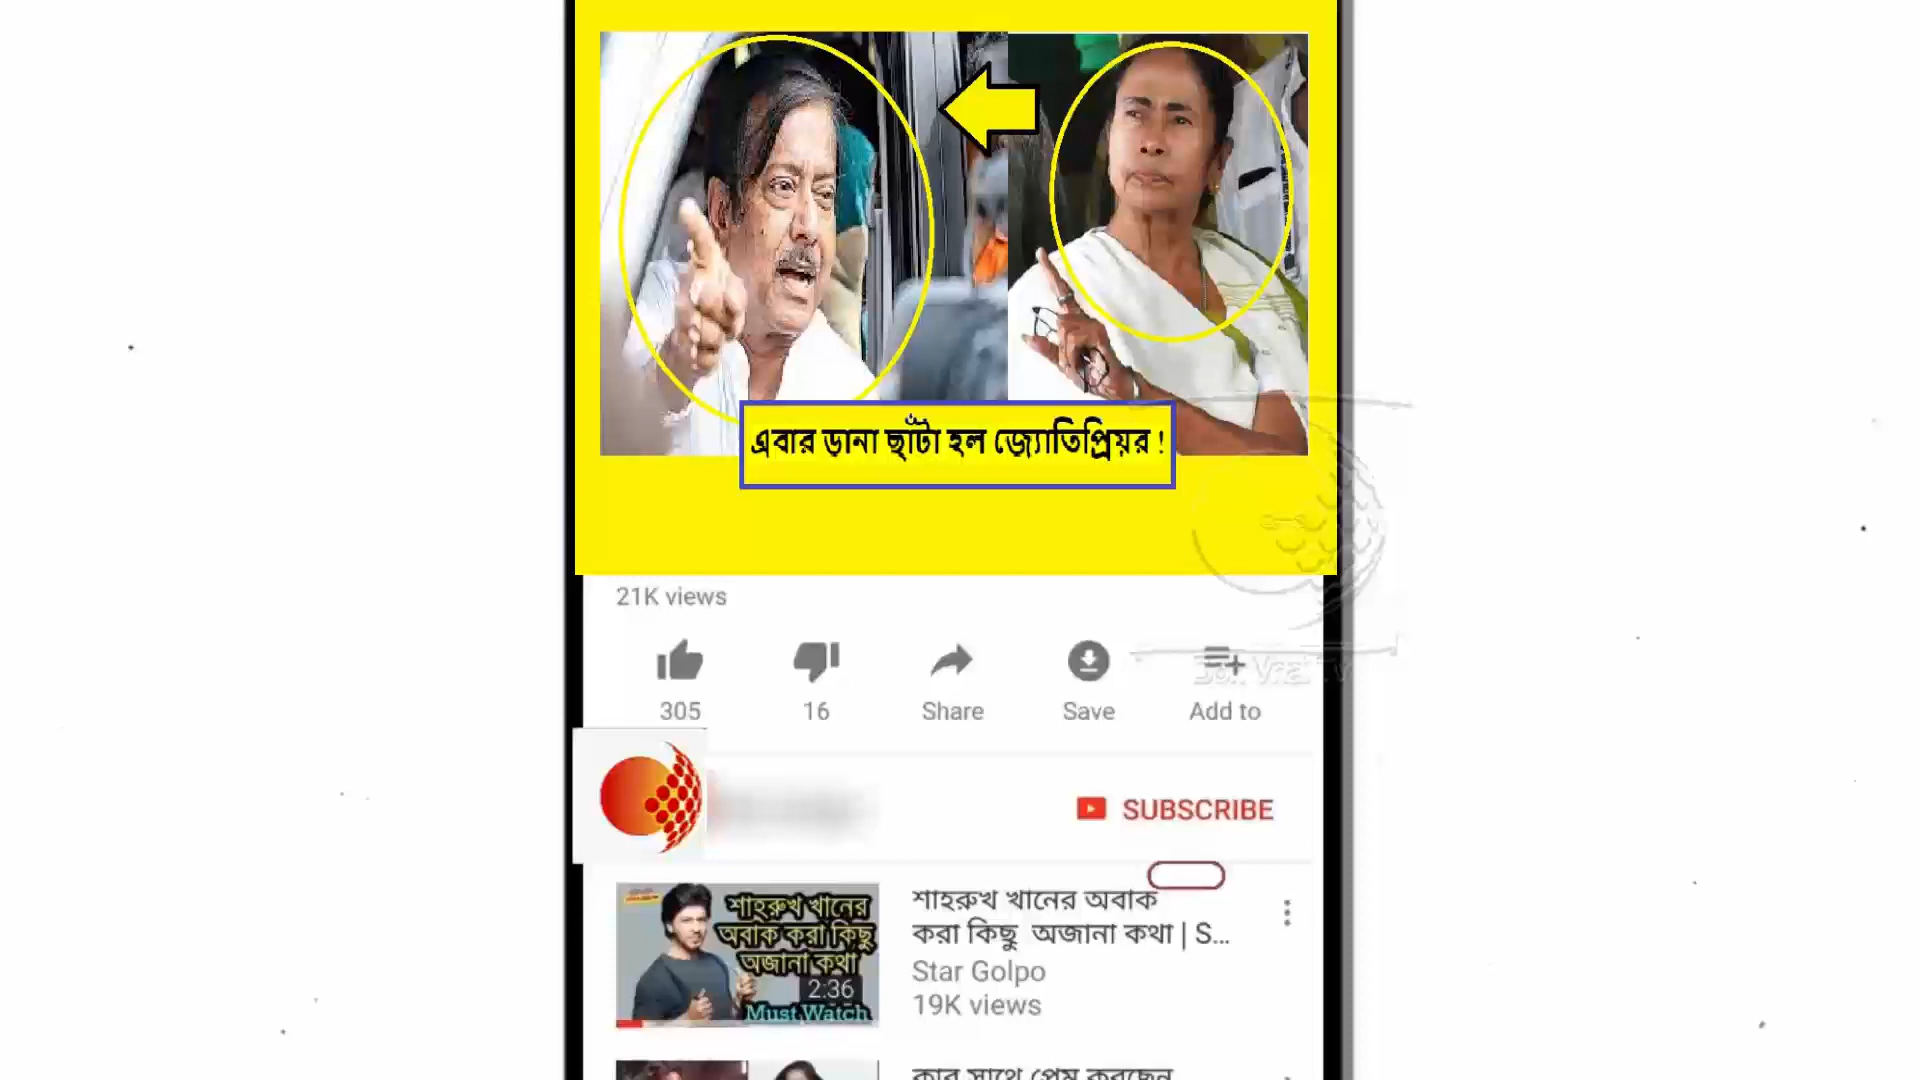 এবার ডানা ছাঁটা হল জ্যোতিপ্রিয়র !
21K views
305
16
Share
Save
Add to
SUBSCRIBE
শাহরুখ খানের
অবাক করা কিছু
অজানা কথা
2:36
Must Watch
শাহরুখ খানের অবাক
করা কিছু অজানা কথা | S...
Star Golpo
19K views
কার সাথে প্রেম করছেন